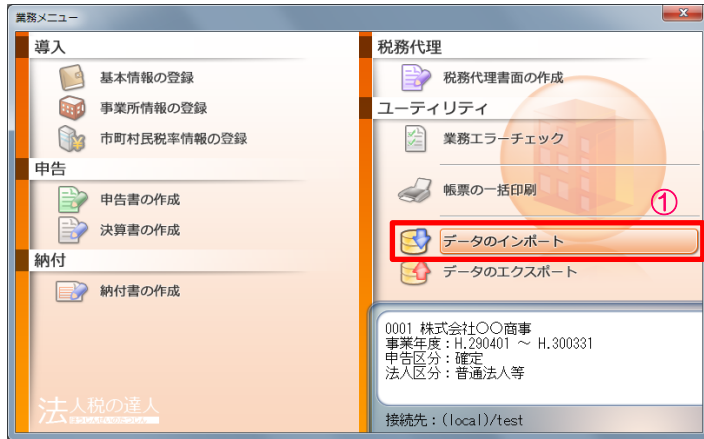 業務メニュー
導入
基本情報の登録
事業所情報の登録
市町村民税率情報の登録
申告
申告書の作成
決算書の作成
納付
納付書の作成
法人税の達人
税務代理
税務代理書面の作成
ユーティリティ
業務エラーチェック
帳票の一括印刷
①
データのインポート
データのエクスポート
0001 株式会社〇〇商事
事業年度：H.290401 ～ H.300331
申告区分：確定
法人区分：普通法人等
接続先：(local)/test